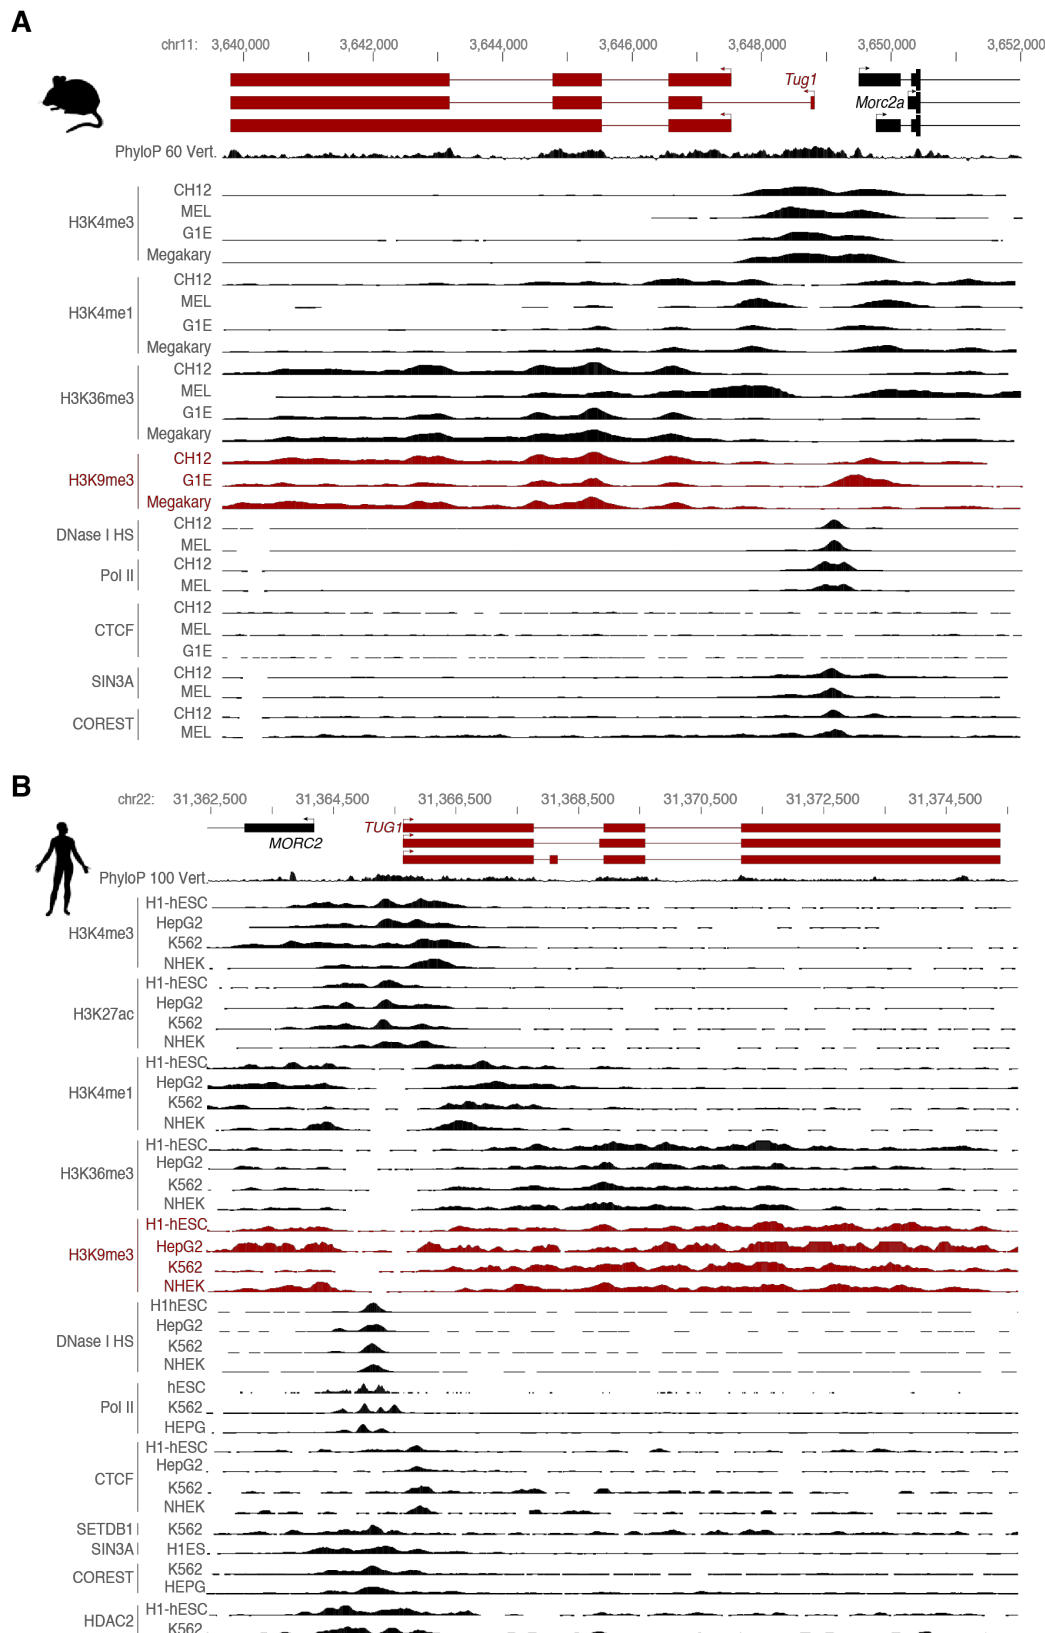 A
chr11: 3,640,000 3,642,000 3,644,000 3,646,000 3,648,000 3,650,000 3,652,000
Tug1
Morc2a
PhyloP 60 Vert.
H3K4me3
CH12
MEL
G1E
Megakary
H3K4me1
CH12
MEL
G1E
Megakary
H3K36me3
CH12
MEL
G1E
Megakary
H3K9me3
CH12
G1E
Megakary
DNase I HS
CH12
MEL
Pol II
CH12
MEL
CTCF
CH12
MEL
G1E
SIN3A
CH12
MEL
COREST
CH12
MEL
B
chr22: 31,362,500 31,364,500 31,366,500 31,368,500 31,370,500 31,372,500 31,374,500
TUG1
MORC2
PhyloP 100 Vert.
H3K4me3
H1-hESC
HepG2
K562
NHEK
H3K27ac
H1-hESC
HepG2
K562
NHEK
H3K4me1
H1-hESC
HepG2
K562
NHEK
H3K36me3
H1-hESC
HepG2
K562
NHEK
H3K9me3
H1-hESC
HepG2
K562
NHEK
DNase I HS
H1hESC
HepG2
K562
NHEK
Pol II
hESC
K562
HEPG
CTCF
H1-hESC
HepG2
K562
NHEK
SETDB1 K562
SIN3A H1ES
COREST
K562
HEPG
HDAC2
H1-hESC
K562